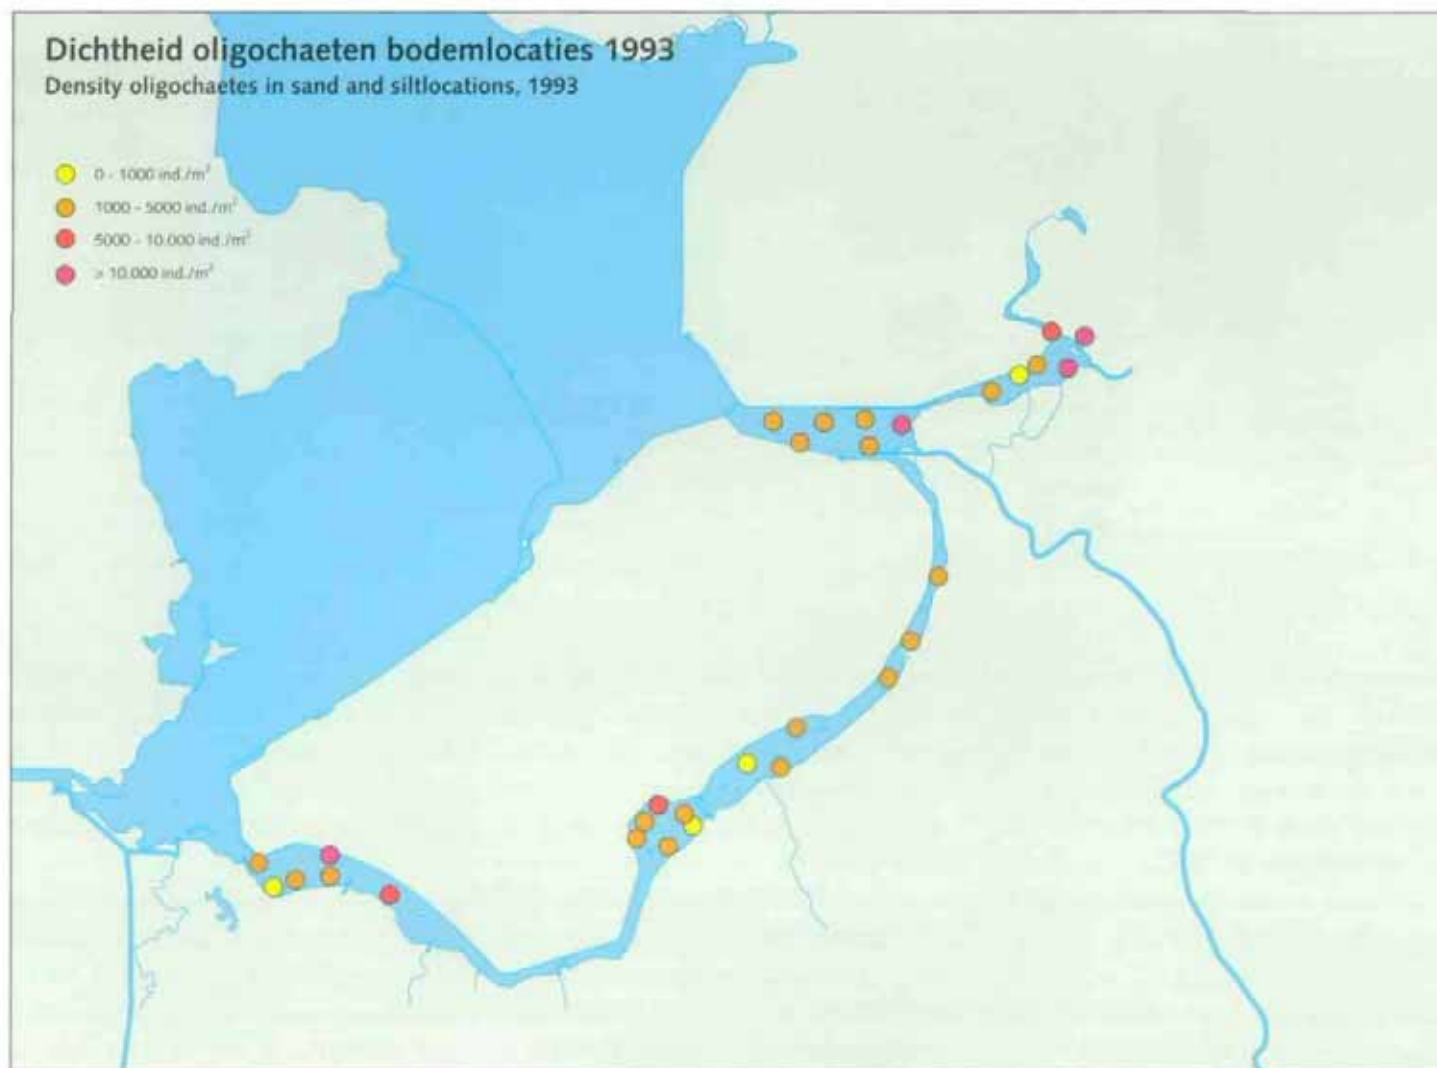 Dichtheid oligochaeten bodemlocaties 1993
Density oligochaetes in sand and siltlocations, 1993
0 - 1000 ind./m²
1000 - 5000 ind./m²
5000 - 10.000 ind./m²
> 10.000 ind./m²